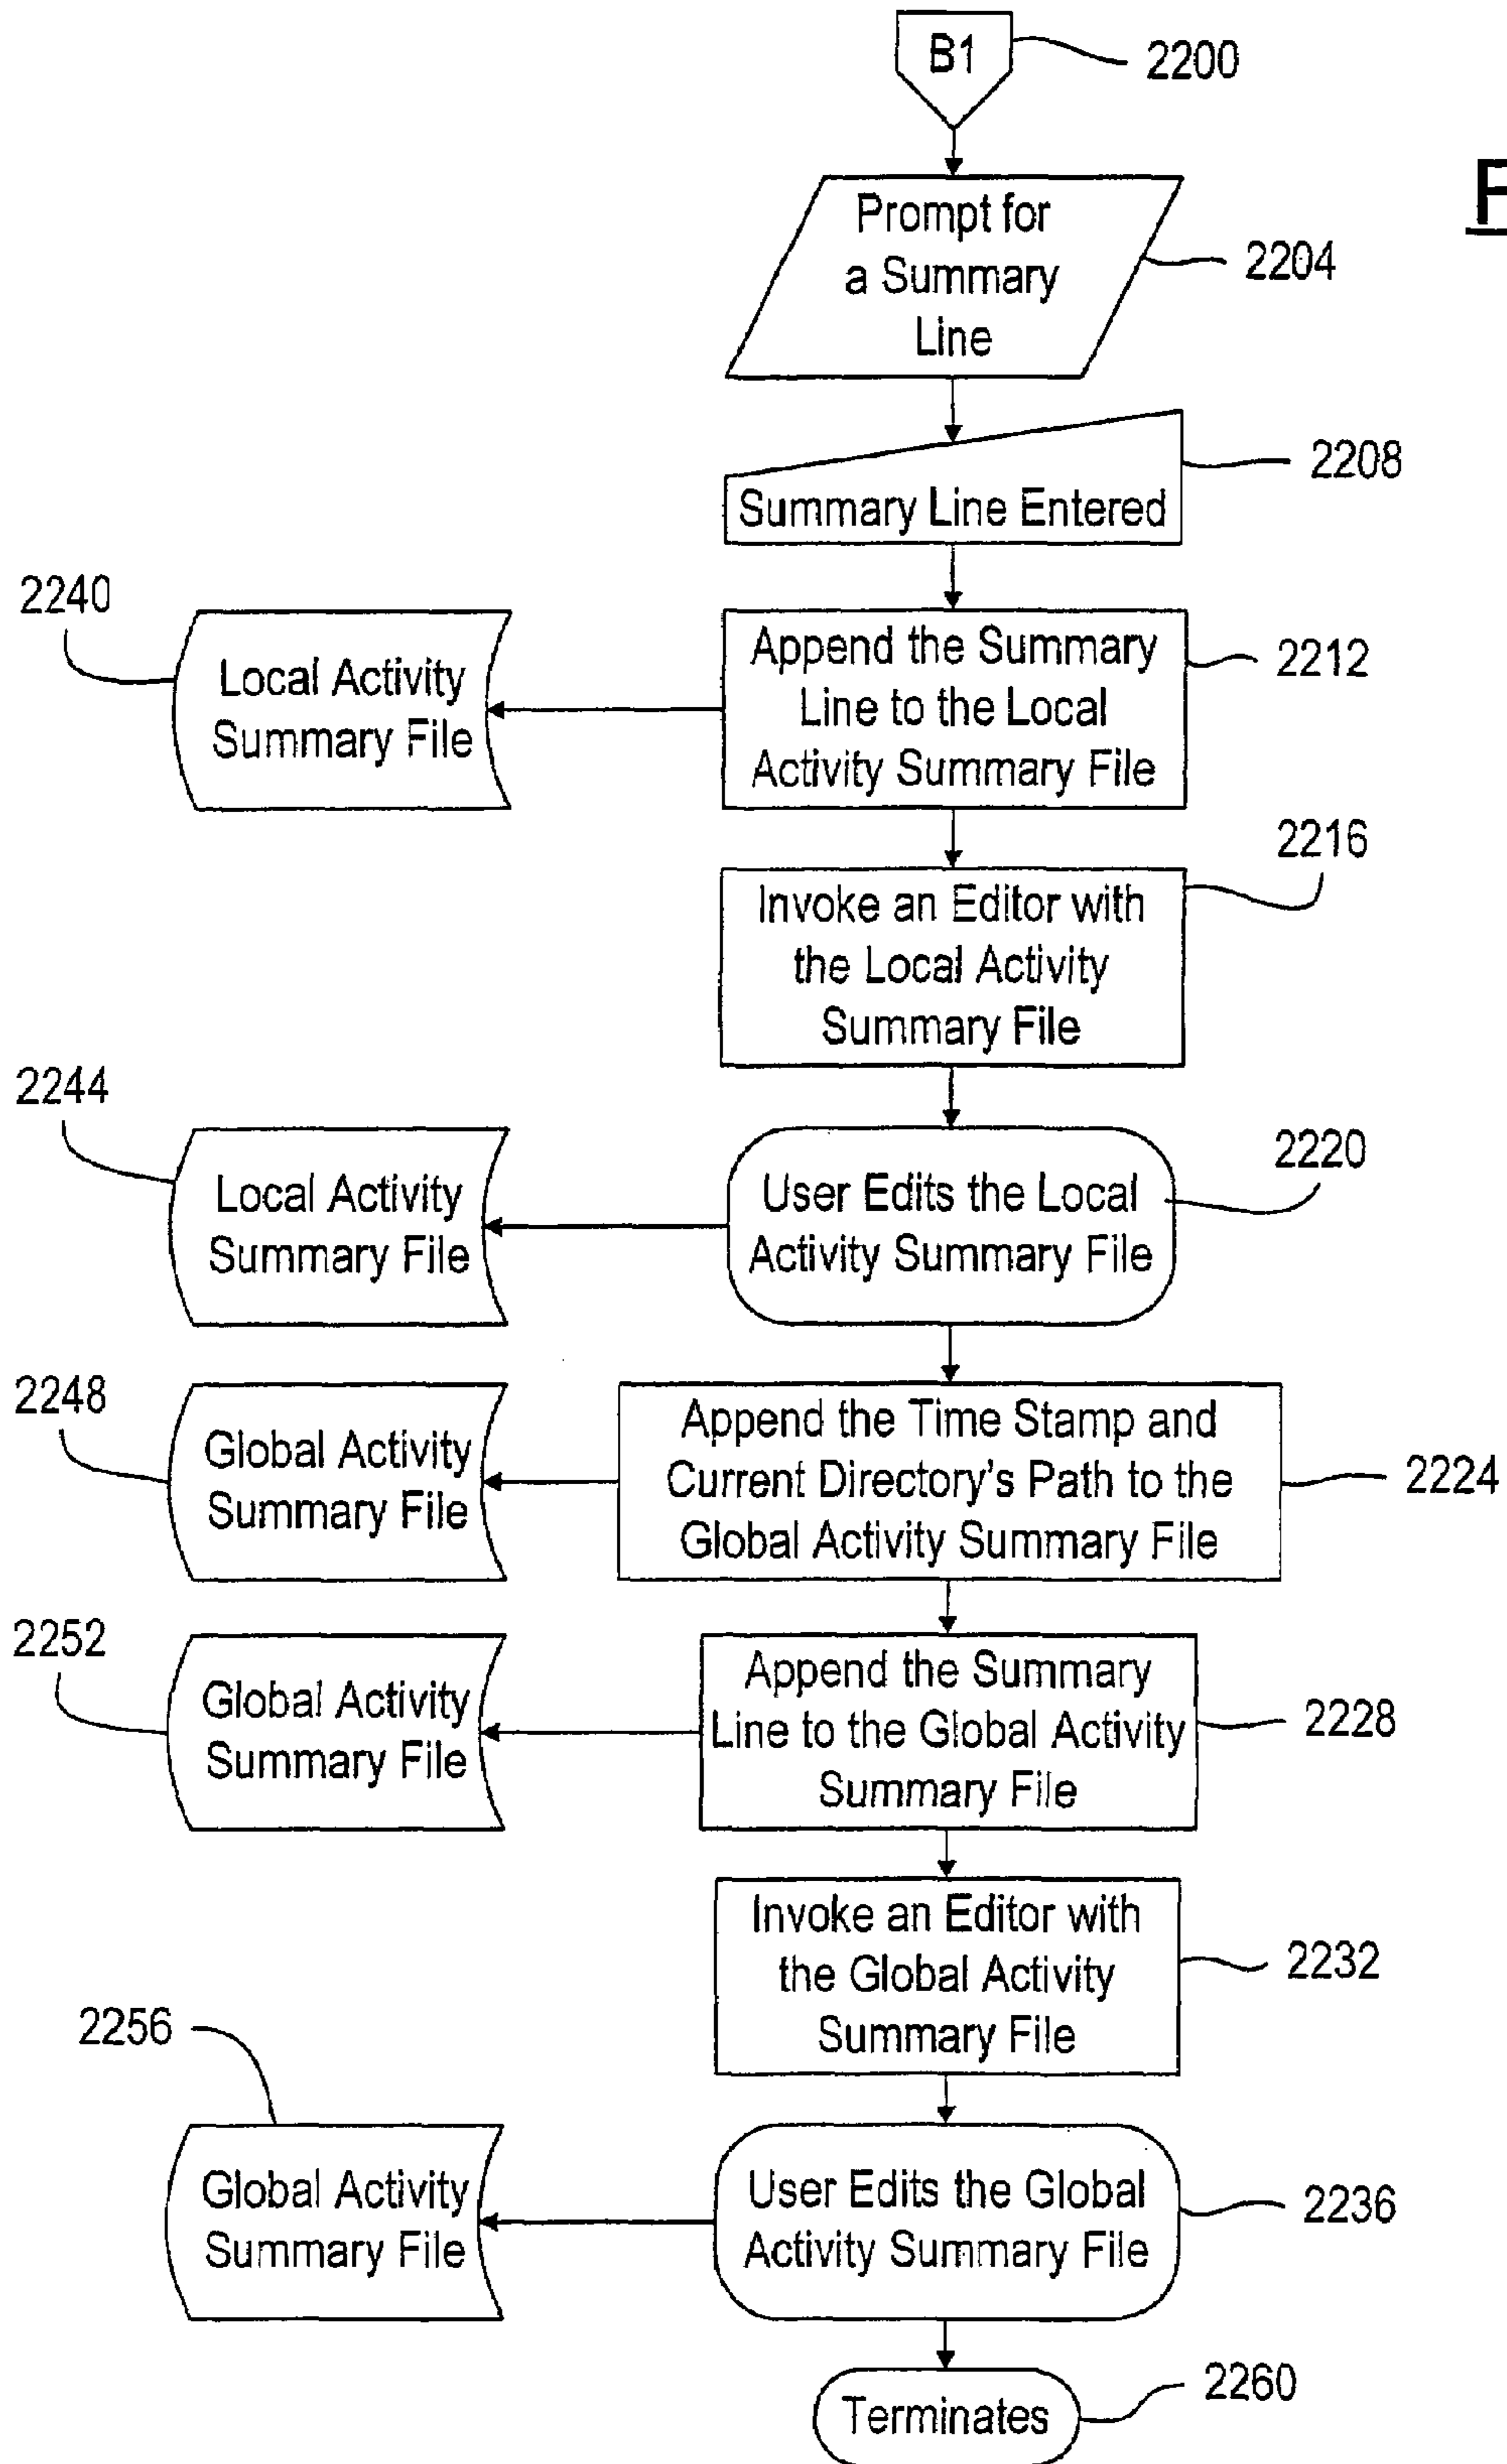 B1
2200
Prompt for
a Summary
Line
2204
Summary Line Entered
2208
2240
Local Activity
Summary File
Append the Summary
Line to the Local
Activity Summary File
2212
2216
Invoke an Editor with
the Local Activity
Summary File
2244
Local Activity
Summary File
User Edits the Local
Activity Summary File
2220
2248
Global Activity
Summary File
Append the Time Stamp and
Current Directory's Path to the
Global Activity Summary File
2224
2252
Global Activity
Summary File
Append the Summary
Line to the Global Activity
Summary File
2228
Invoke an Editor with
the Global Activity
Summary File
2232
2256
Global Activity
Summary File
User Edits the Global
Activity Summary File
2236
Terminates
2260